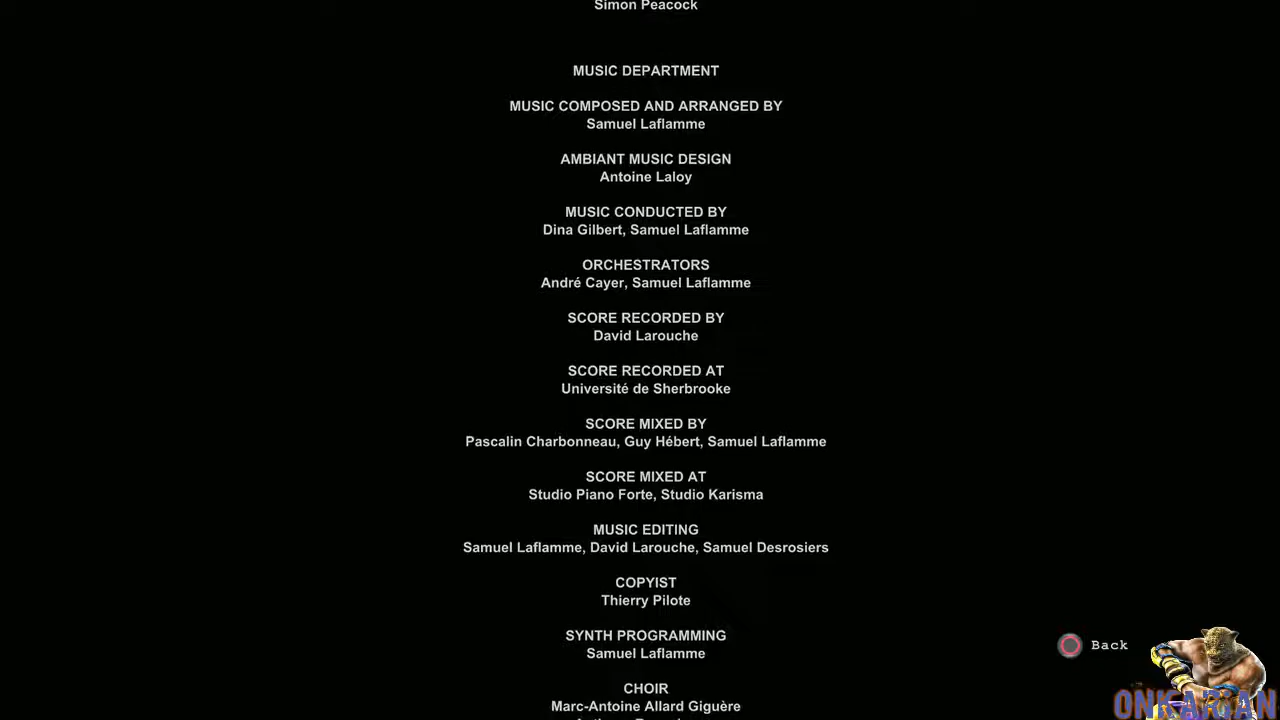 Simon Peacock
MUSIC DEPARTMENT
MUSIC COMPOSED AND ARRANGED BY
Samuel Laflamme
AMBIANT MUSIC DESIGN
Antoine Laloy
MUSIC CONDUCTED BY
Dina Gilbert, Samuel Laflamme
ORCHESTRATORS
André Cayer, Samuel Laflamme
SCORE RECORDED BY
David Larouche
SCORE RECORDED AT
Université de Sherbrooke
SCORE MIXED BY
Pascalin Charbonneau, Guy Hébert, Samuel Laflamme
SCORE MIXED AT
Studio Piano Forte, Studio Karisma
MUSIC EDITING
Samuel Laflamme, David Larouche, Samuel Desrosiers
COPYIST
Thierry Pilote
SYNTH PROGRAMMING
Samuel Laflamme
Back
CHOIR
Marc-Antoine Allard Giguère
ONKARIAN